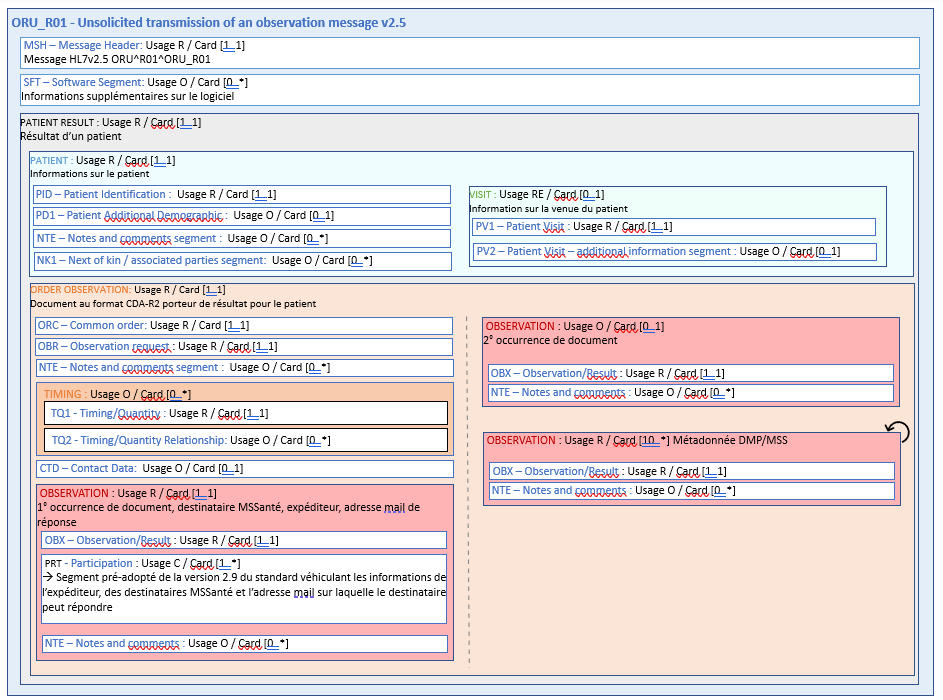 ORU_R01 - Unsolicited transmission of an observation message v2.5
MSH – Message Header: Usage R / Card [1..1]
Message HL7v2.5 ORU^R01^ORU_R01
SFT – Software Segment: Usage O / Card [0..*]
Informations supplémentaires sur le logiciel
PATIENT RESULT : Usage R / Card [1..1]
Résultat d'un patient
PATIENT : Usage R / Card [1..1]
Informations sur le patient
PID – Patient Identification : Usage R / Card [1..1]
PD1 – Patient Additional Demographic : Usage O / Card [0..1]
NTE – Notes and comments segment : Usage O / Card [0..*]
NK1 – Next of kin / associated parties segment: Usage O / Card [0..*]
VISIT : Usage RE / Card [0..1]
Information sur la venue du patient
PV1 – Patient Visit : Usage R / Card [1..1]
PV2 – Patient Visit – additional information segment : Usage O / Card [0..1]
ORDER OBSERVATION: Usage R / Card [1..1]
Document au format CDA-R2 porteur de résultat pour le patient
ORC – Common order: Usage R / Card [1..1]
OBR – Observation request : Usage R / Card [1..1]
NTE – Notes and comments segment : Usage O / Card [0..*]
TIMING : Usage O / Card [0..*]
TQ1 - Timing/Quantity : Usage R / Card [1..1]
TQ2 - Timing/Quantity Relationship: Usage O / Card [0..*]
CTD – Contact Data: Usage O / Card [0..1]
OBSERVATION : Usage R / Card [1..1]
1° occurrence de document, destinataire MSSanté, expéditeur, adresse mail de
réponse
OBX – Observation/Result : Usage R / Card [1..1]
PRT - Participation : Usage C / Card [1..*]
→ Segment pré-adopté de la version 2.9 du standard véhiculant les informations de
l'expéditeur, des destinataires MSSanté et l'adresse mail sur laquelle le destinataire
peut répondre
NTE – Notes and comments : Usage O / Card [0..*]
OBSERVATION : Usage O / Card [0..1]
2° occurrence de document
OBX – Observation/Result : Usage R / Card [1..1]
NTE – Notes and comments : Usage O / Card [0..*]
OBSERVATION : Usage R / Card [10..*] Métadonnée DMP/MSS
OBX – Observation/Result : Usage R / Card [1..1]
NTE – Notes and comments : Usage O / Card [0..*]